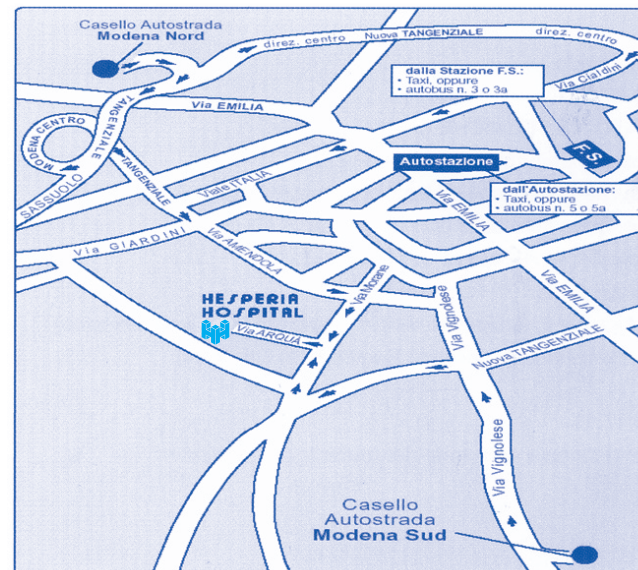 Casello Autostrada
Modena Nord
direz. centro
Nuova TANGENZIALE
direz. centro
dalla Stazione F.S.:
• Taxi, oppure
• autobus n. 3 o 3a
Via Cialdini
Via EMILIA
TANGENZIALE
MODENA CENTRO
SASSUOLO
TANGENZIALE
Viale ITALIA
Autostazione
F.S.
dall'Autostazione:
• Taxi, oppure
• autobus n. 5 o 5a
Via EMILIA
Via GIARDINI
Via AMENDOLA
Via EMILIA
Via Morane
HESPERIA
HOSPITAL
Via ARQUÀ
Via Vignolese
Nuova TANGENZIALE
Via Vignolese
Casello
Autostrada
Modena Sud